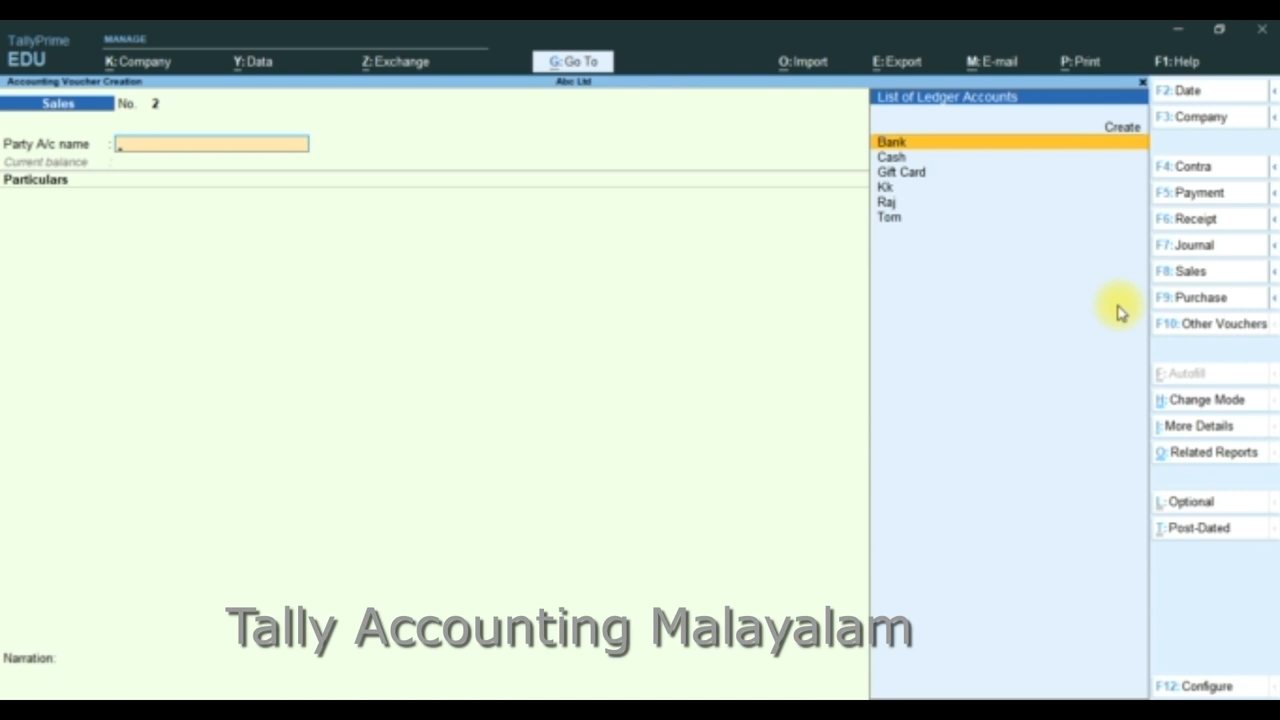 TallyPrime
EDU
MANAGE
K: Company
Y: Data
Z: Exchange
G: Go To
O: Import
E: Export
M: E-mail
P: Print
F1: Help
Accounting Voucher Creation
Abc Ltd
Sales No. 2
Party A/c name :
Current balance :
Particulars
Narration:
List of Ledger Accounts
Create
Bank
Cash
Gift Card
Kk
Raj
Tom
F2: Date
F3: Company
F4: Contra
F5: Payment
F6: Receipt
F7: Journal
F8: Sales
F9: Purchase
F10: Other Vouchers
E: Autofill
H: Change Mode
I: More Details
O: Related Reports
L: Optional
T: Post-Dated
F12: Configure
Tally Accounting Malayalam